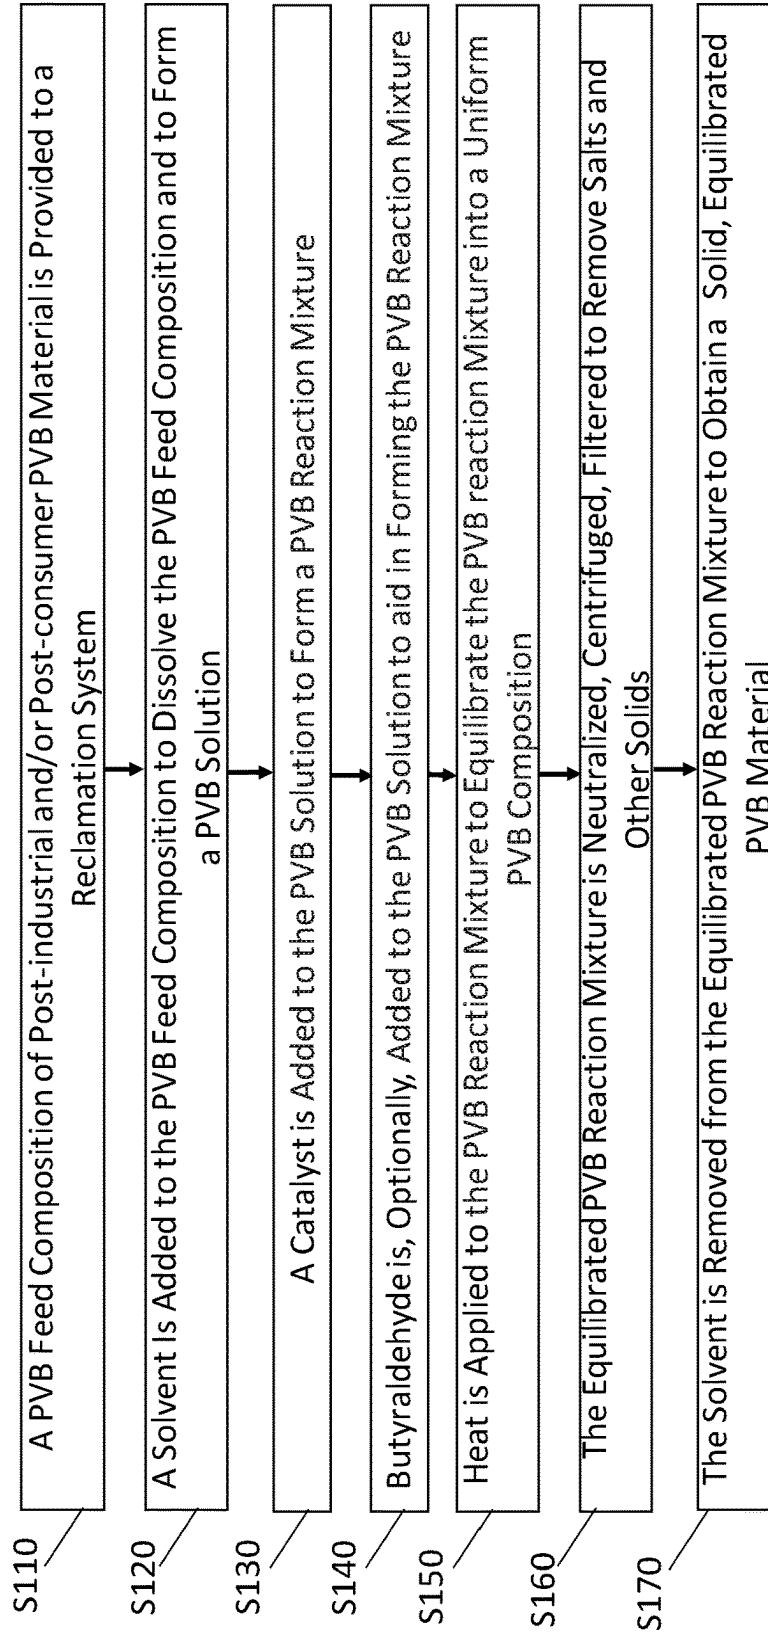 S110
A PVB Feed Composition of Post-industrial and/or Post-consumer PVB Material is Provided to a
Reclamation System
S120
A Solvent Is Added to the PVB Feed Composition to Dissolve the PVB Feed Composition and to Form
a PVB Solution
S130
A Catalyst is Added to the PVB Solution to Form a PVB Reaction Mixture
S140
Butyraldehyde is, Optionally, Added to the PVB Solution to aid in Forming the PVB Reaction Mixture
S150
Heat is Applied to the PVB Reaction Mixture to Equilibrate the PVB reaction Mixture into a Uniform
PVB Composition
S160
The Equilibrated PVB Reaction Mixture is Neutralized, Centrifuged, Filtered to Remove Salts and
Other Solids
S170
The Solvent is Removed from the Equilibrated PVB Reaction Mixture to Obtain a Solid, Equilibrated
PVB Material